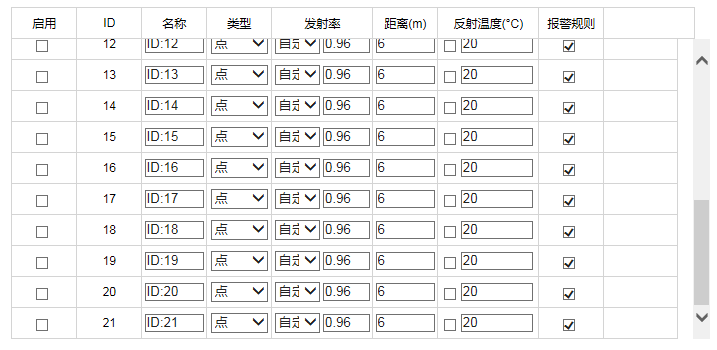 启用 ID 名称 类型 发射率 距离(m) 反射温度(°C) 报警规则
12 ID:12 点 自定 0.96 6 20
13 ID:13 点 自定 0.96 6 20
14 ID:14 点 自定 0.96 6 20
15 ID:15 点 自定 0.96 6 20
16 ID:16 点 自定 0.96 6 20
17 ID:17 点 自定 0.96 6 20
18 ID:18 点 自定 0.96 6 20
19 ID:19 点 自定 0.96 6 20
20 ID:20 点 自定 0.96 6 20
21 ID:21 点 自定 0.96 6 20